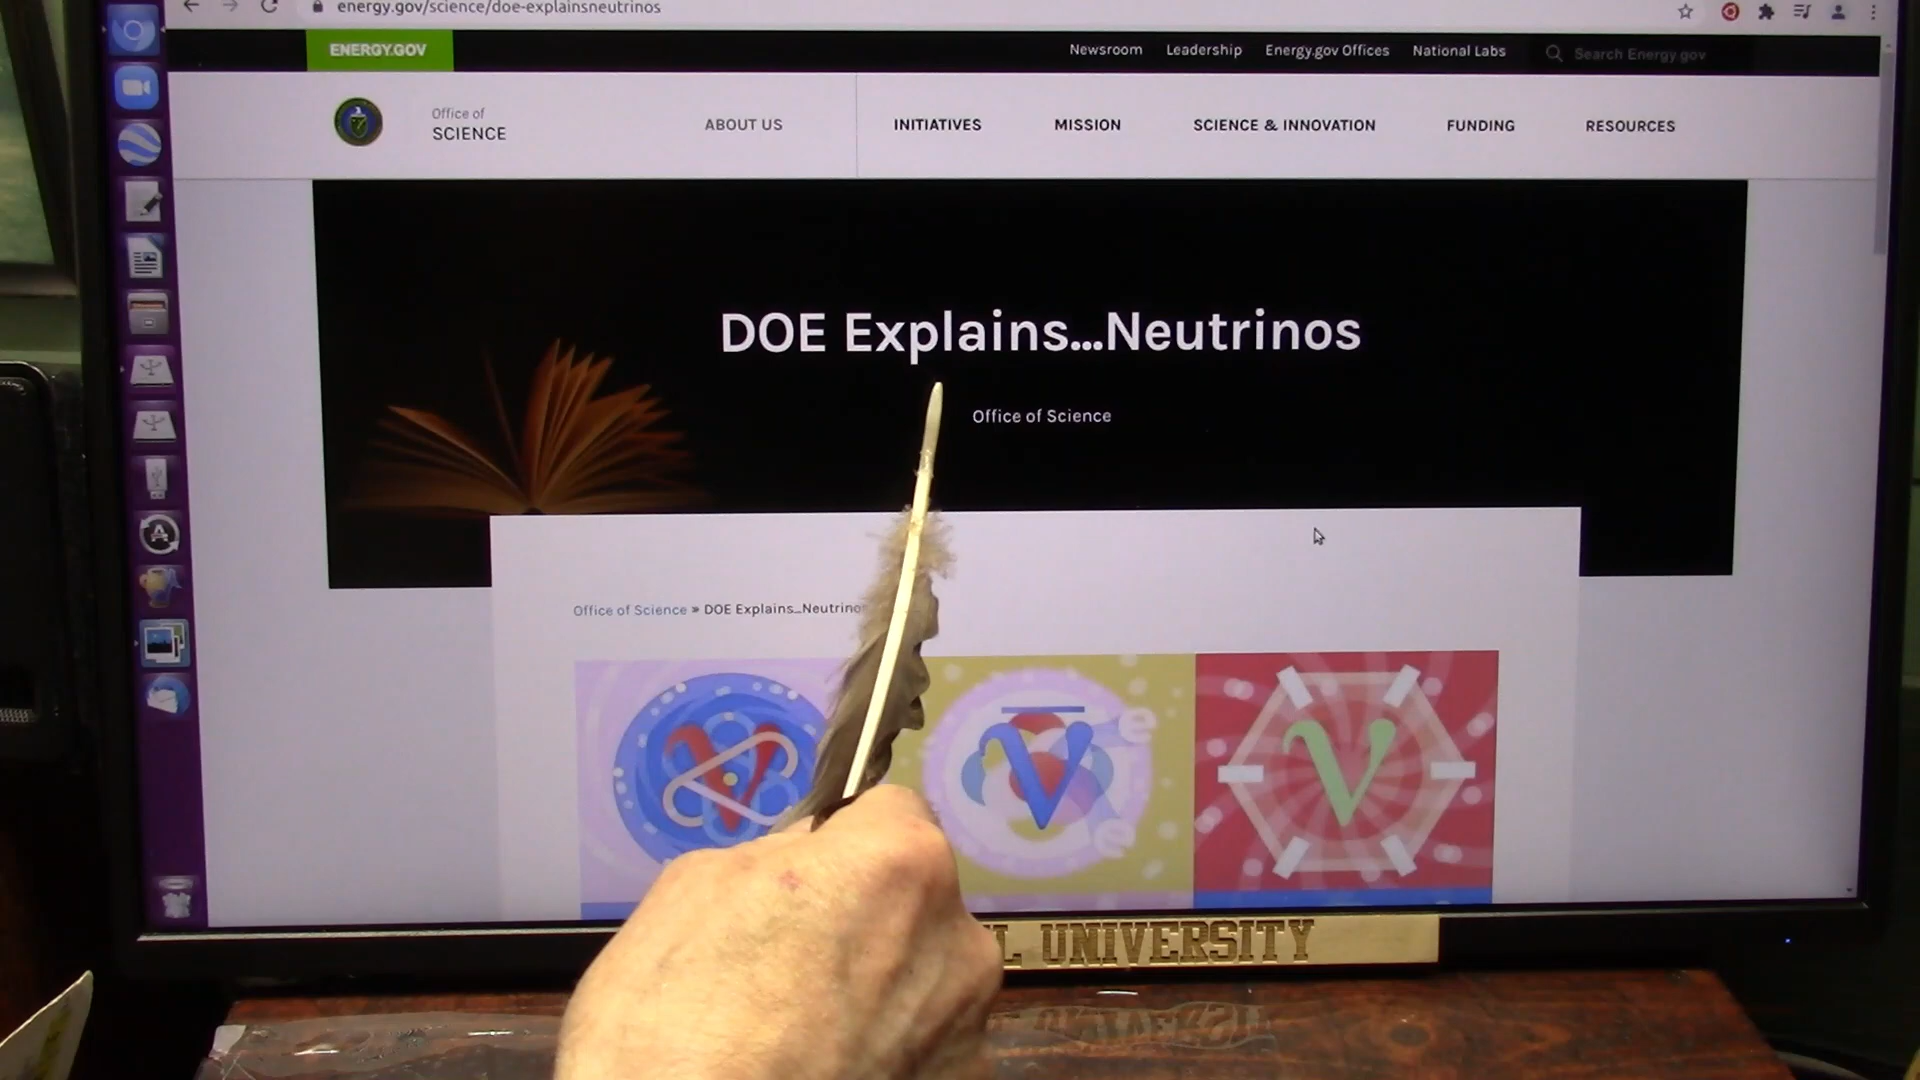 energy.gov/science/doe-explainsneutrinos
ENERGY.GOV
Newsroom Leadership Energy.gov Offices National Labs Search Energy.gov
Office of
SCIENCE
ABOUT US INITIATIVES MISSION SCIENCE & INNOVATION FUNDING RESOURCES
DOE Explains...Neutrinos
Office of Science
Office of Science » DOE Explains...Neutrino
ν ν e ν
e
L UNIVERSITY